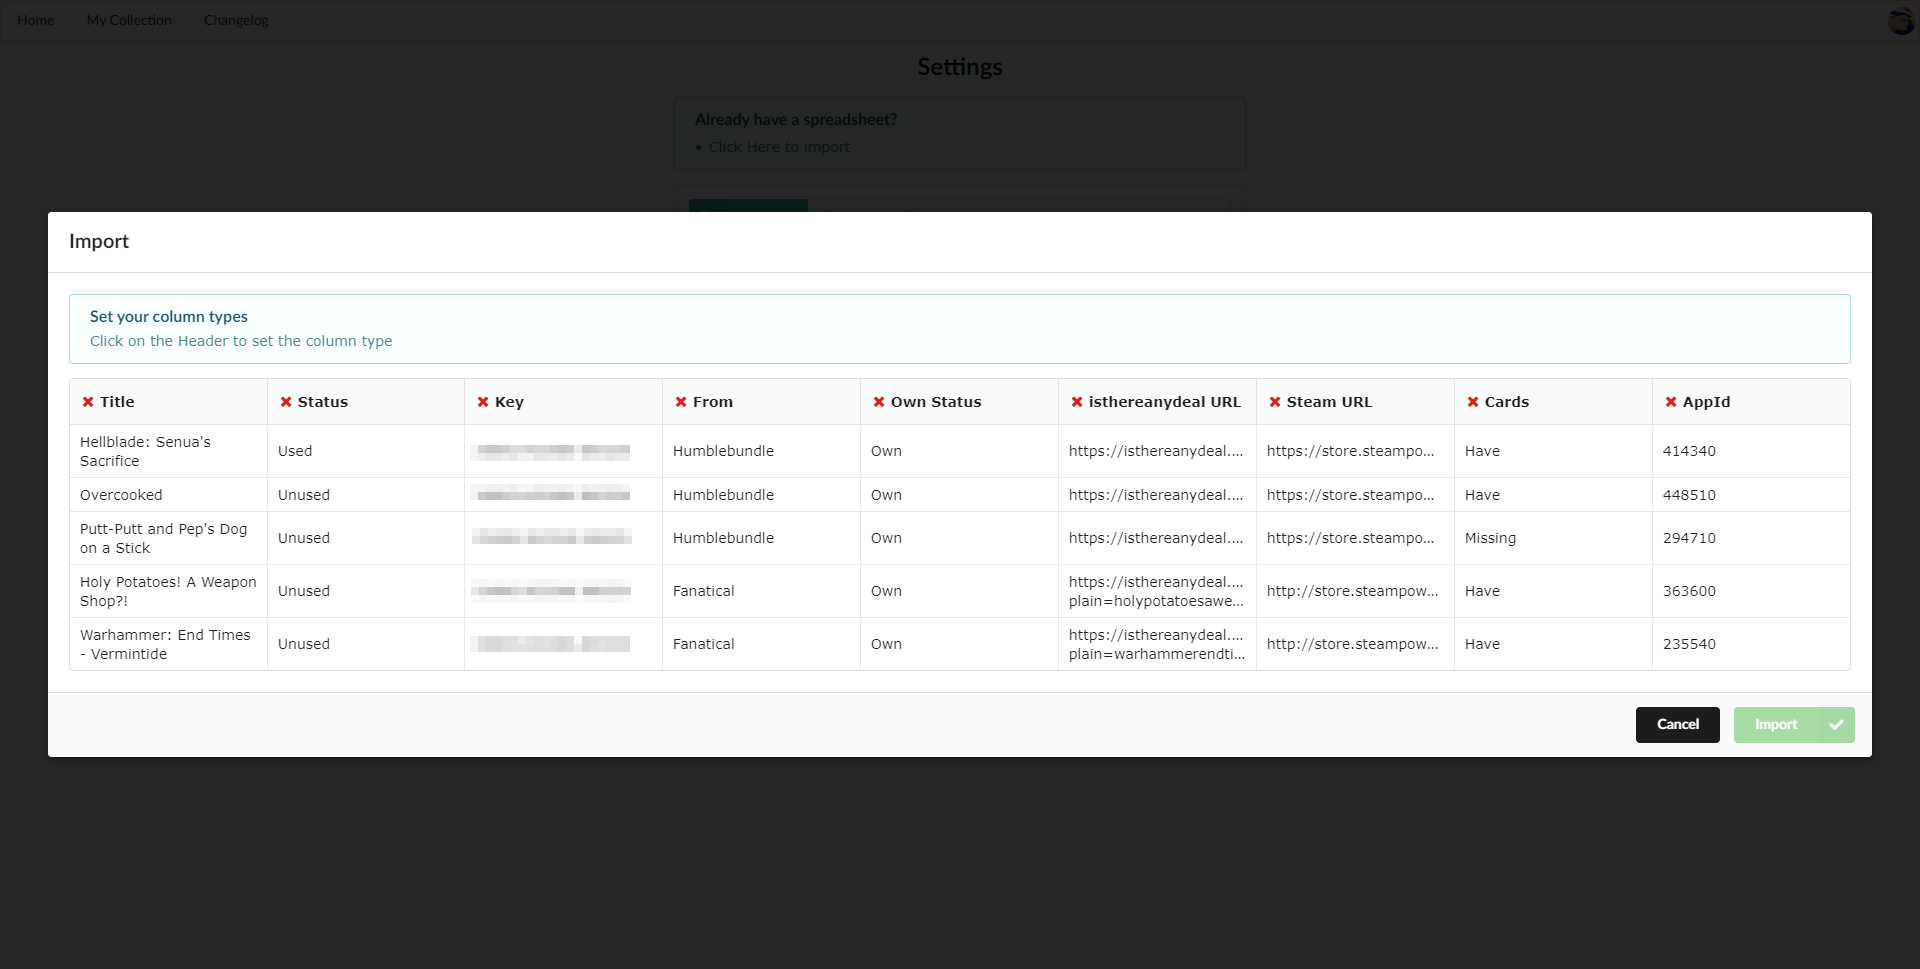 Home My Collection Changelog
Settings
Already have a spreadsheet?
• Click Here to import
Import
Set your column types
Click on the Header to set the column type
Title Status Key From Own Status isthereanydeal URL Steam URL Cards AppId
Hellblade: Senua's
Sacrifice
Used Humblebundle Own https://isthereanydeal.... https://store.steampo... Have 414340
Overcooked Unused Humblebundle Own https://isthereanydeal.... https://store.steampo... Have 448510
Putt-Putt and Pep's Dog
on a Stick
Unused Humblebundle Own https://isthereanydeal.... https://store.steampo... Missing 294710
Holy Potatoes! A Weapon
Shop?!
Unused Fanatical Own https://isthereanydeal....
plain=holypotatoesawe...
http://store.steampow... Have 363600
Warhammer: End Times
- Vermintide
Unused Fanatical Own https://isthereanydeal....
plain=warhammerendti...
http://store.steampow... Have 235540
Cancel Import